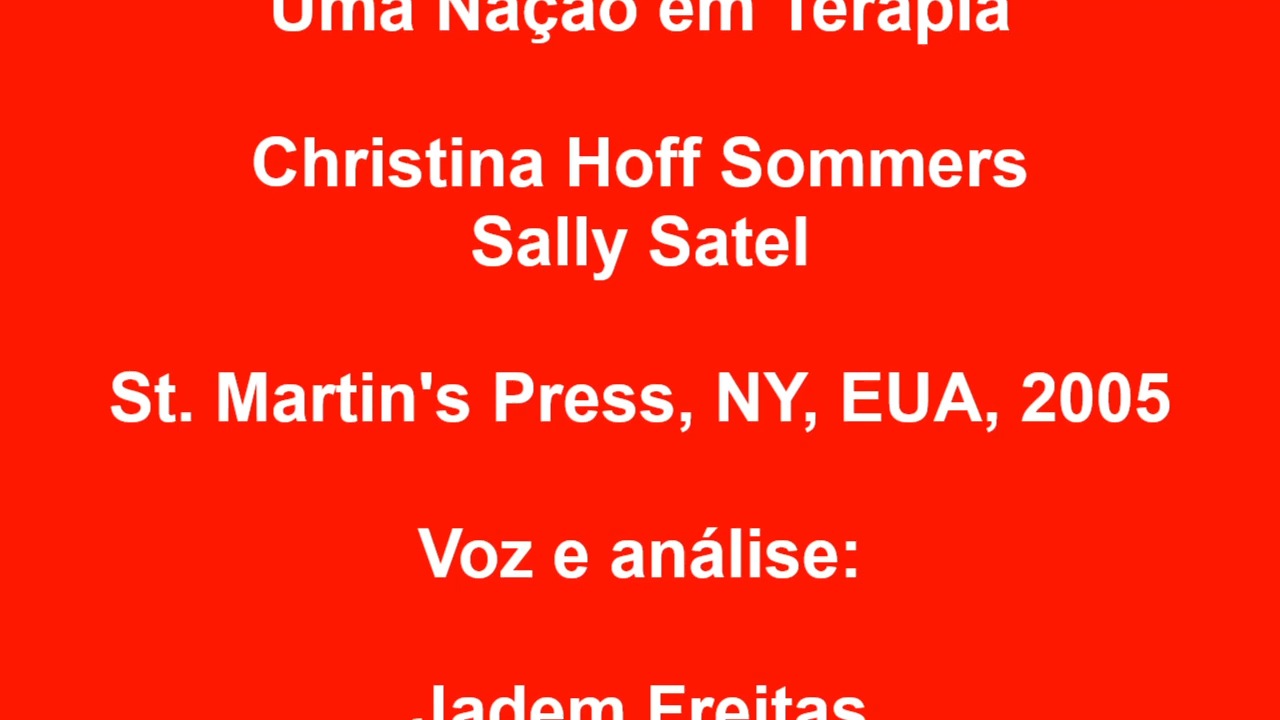 Uma Nação em Terapia
Christina Hoff Sommers
Sally Satel
St. Martin's Press, NY, EUA, 2005
Voz e análise:
Jadem Freitas